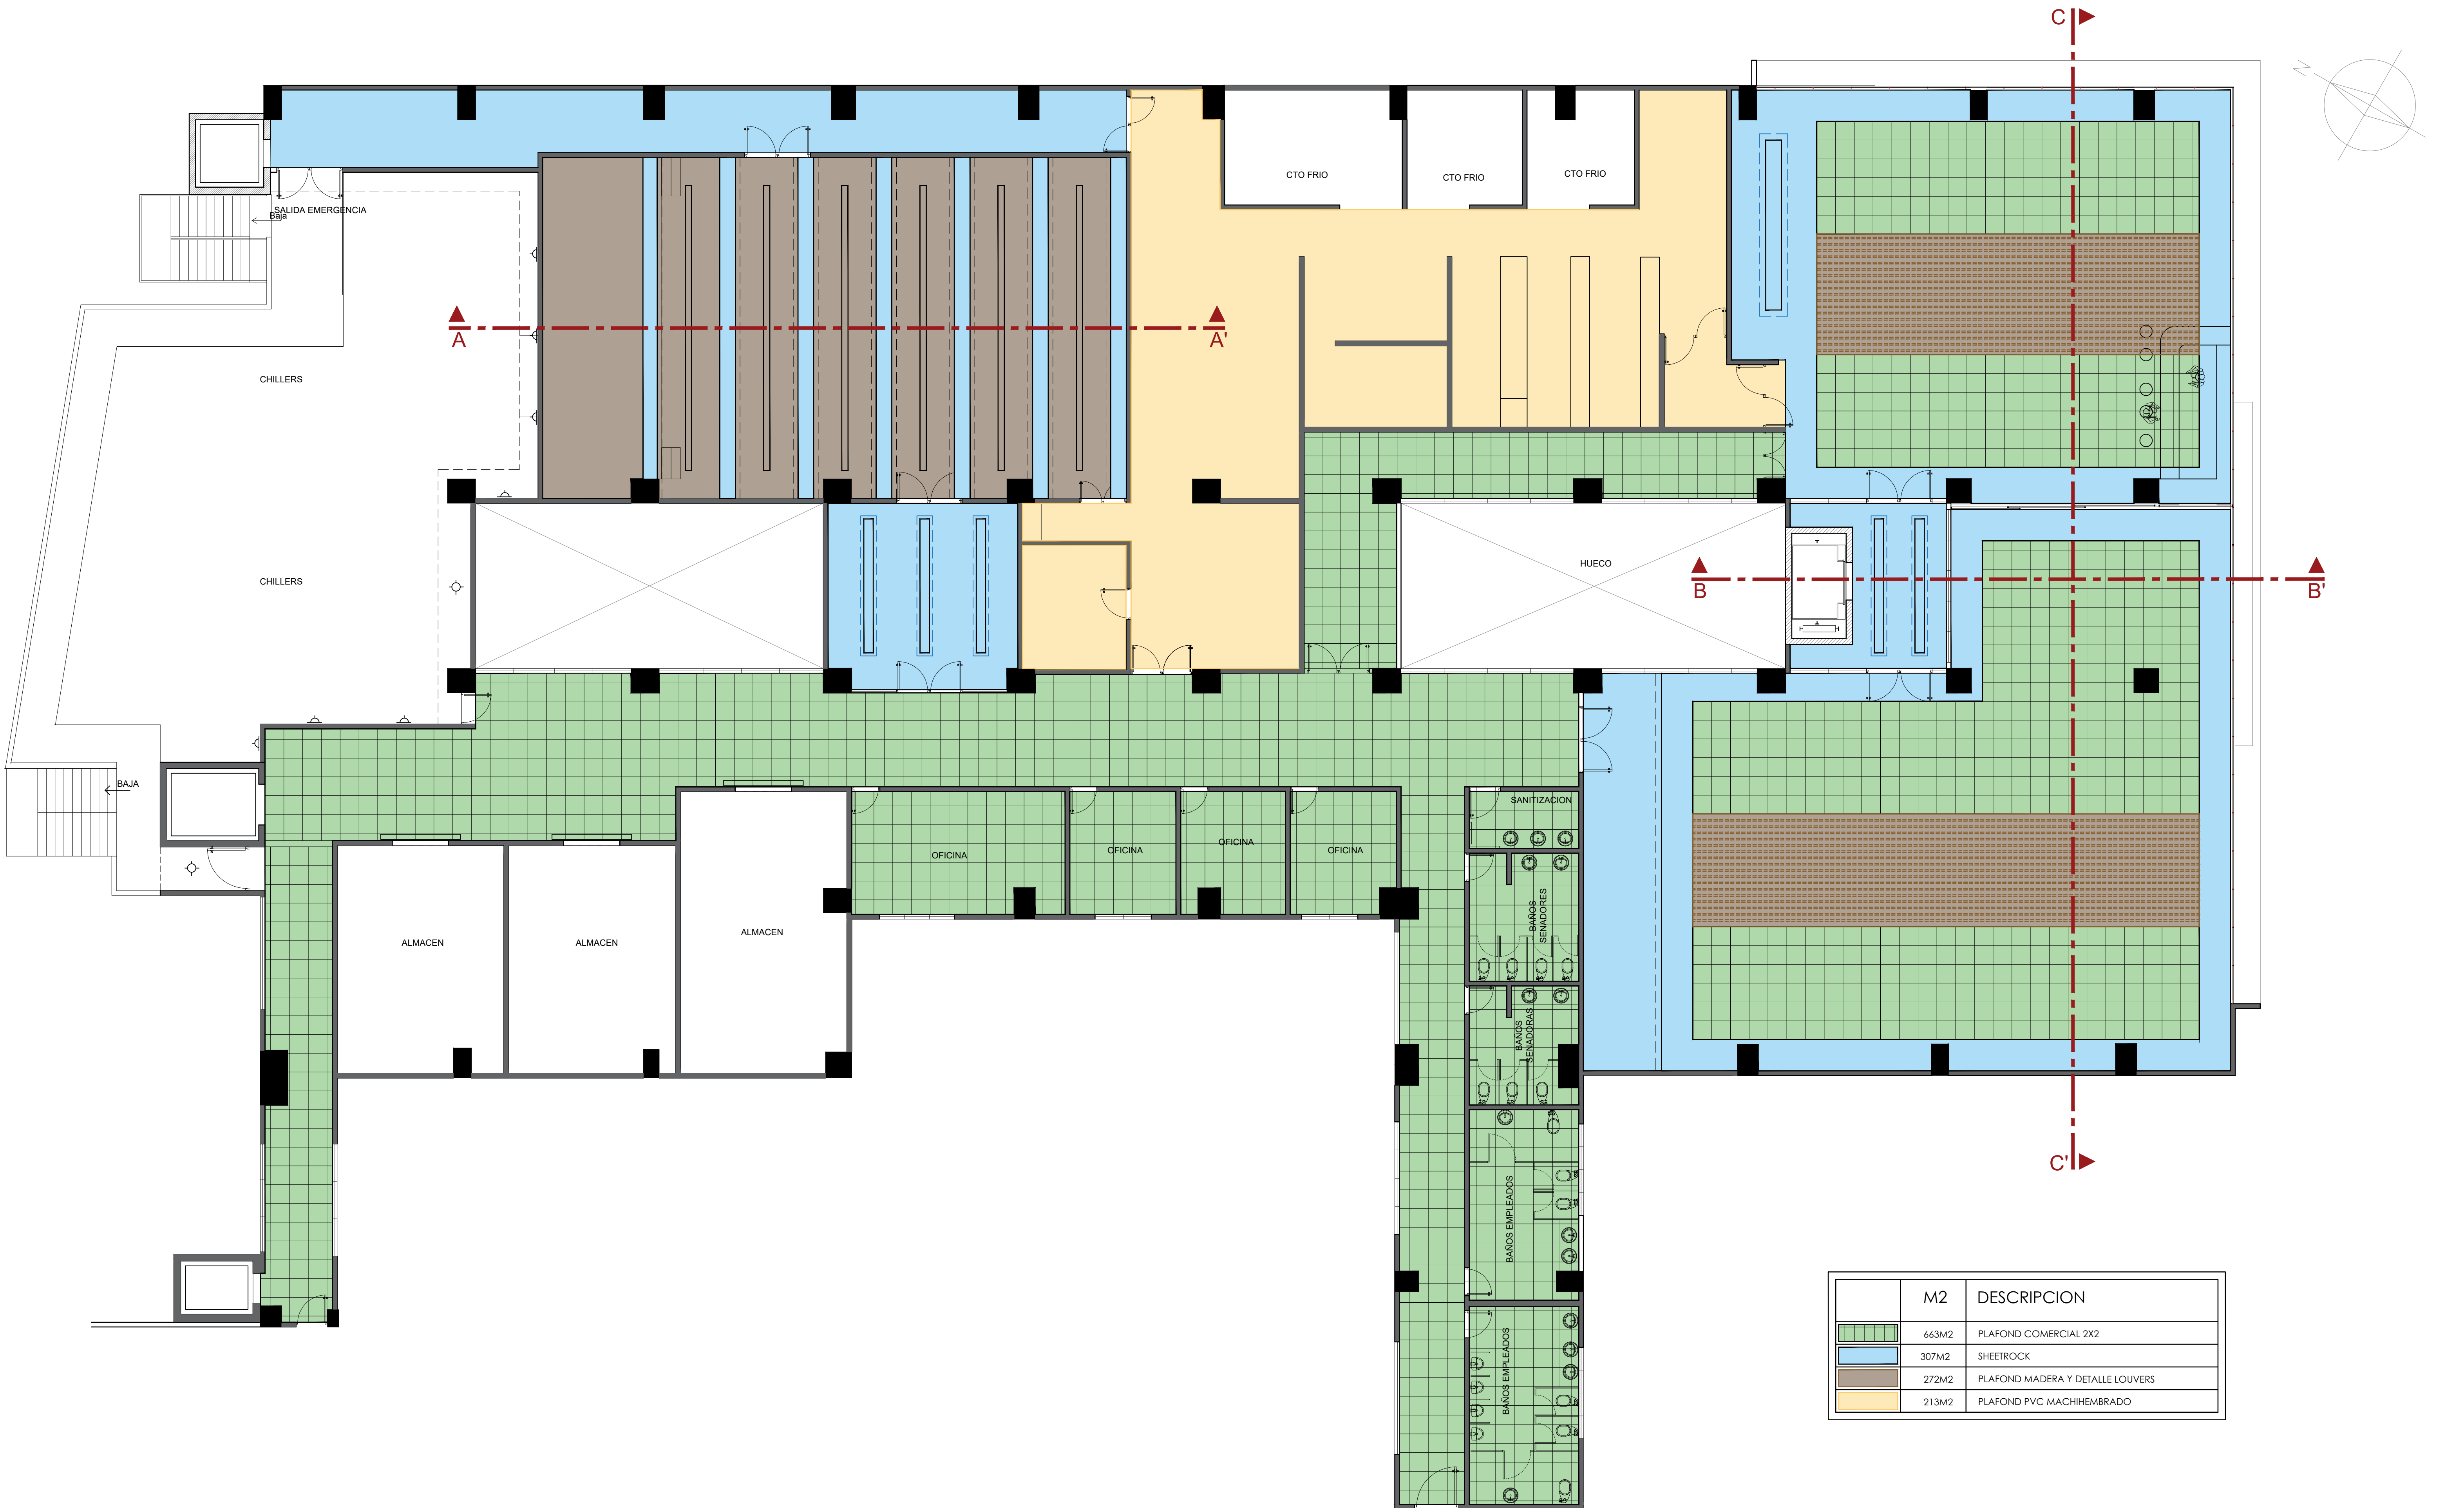 C
N
CTO FRIO
CTO FRIO
CTO FRIO
SALIDA EMERGENCIA
Baja
A
A'
CHILLERS
CHILLERS
HUECO
B
B'
BAJA
SANITIZACION
OFICINA
OFICINA
OFICINA
OFICINA
BAÑOS
SENADORES
ALMACEN
ALMACEN
ALMACEN
BAÑOS
SENADORAS
C'
BAÑOS EMPLEADOS
BAÑOS EMPLEADOS
M2 DESCRIPCION
663M2 PLAFOND COMERCIAL 2X2
307M2 SHEETROCK
272M2 PLAFOND MADERA Y DETALLE LOUVERS
213M2 PLAFOND PVC MACHIHEMBRADO